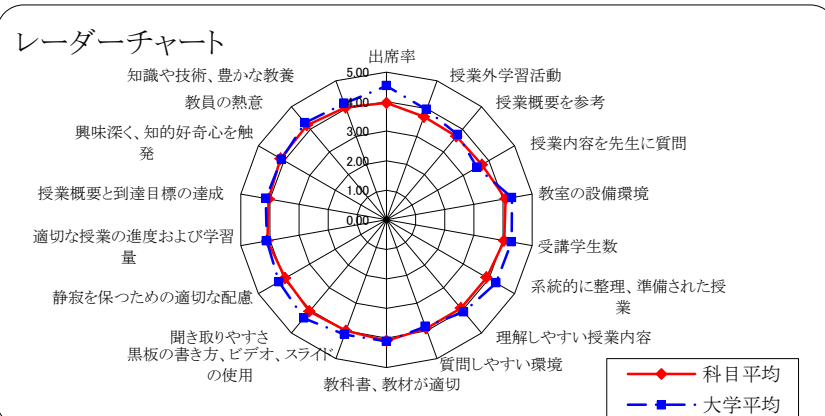 レーダーチャート
出席率
授業外学習活動
授業概要を参考
授業内容を先生に質問
教室の設備環境
受講学生数
系統的に整理、準備された授
業
理解しやすい授業内容
質問しやすい環境
教科書、教材が適切
黒板の書き方、ビデオ、スライド
の使用
聞き取りやすさ
静寂を保つための適切な配慮
適切な授業の進度および学習
量
授業概要と到達目標の達成
興味深く、知的好奇心を触
発
教員の熱意
知識や技術、豊かな教養
5.00
4.00
3.00
2.00
1.00
0.00
科目平均
大学平均